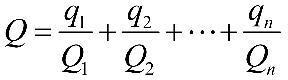 Q = q₁/Q₁ + q₂/Q₂ + ⋯ + qₙ/Qₙ